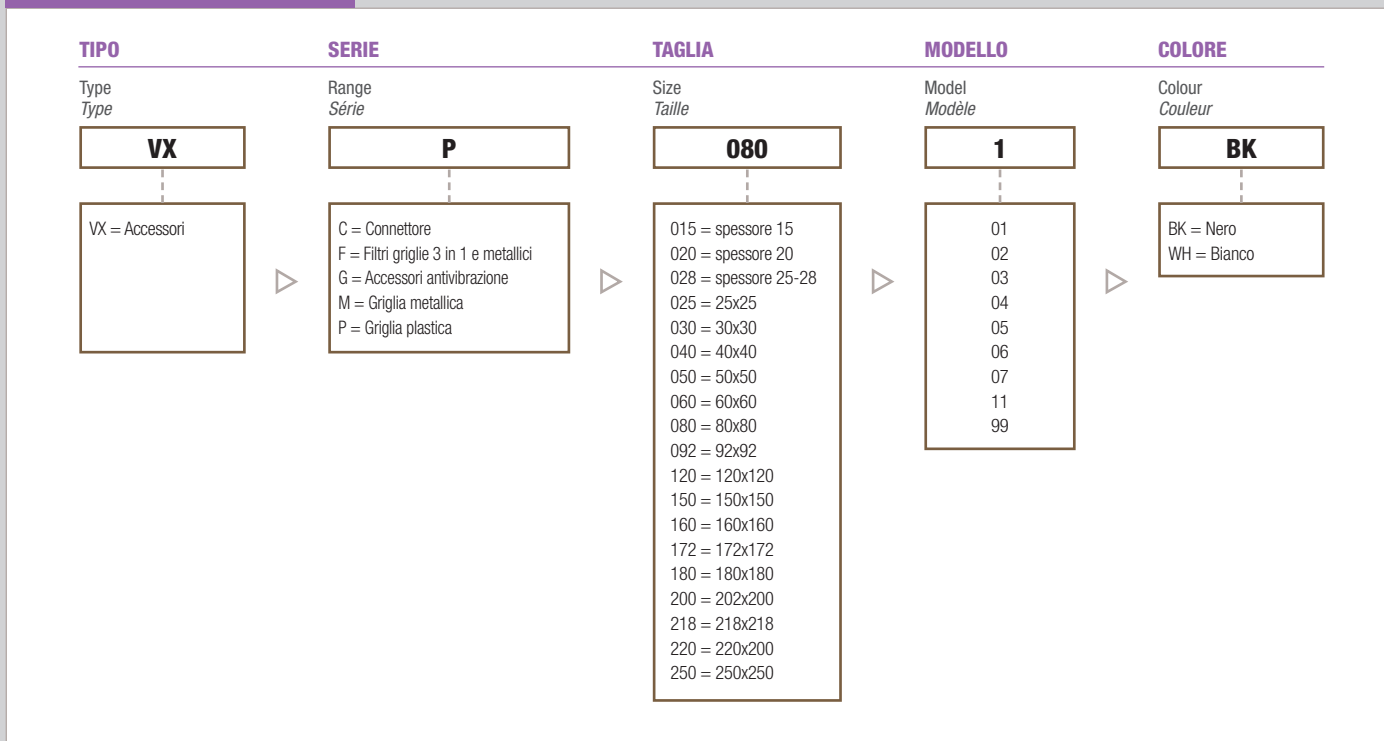 TIPO
SERIE
TAGLIA
MODELLO
COLORE
Type
Type
Range
Série
Size
Taille
Model
Modèle
Colour
Couleur
VX
P
080
1
BK
VX = Accessori
C = Connettore
F = Filtri griglie 3 in 1 e metallici
G = Accessori antivibrazione
M = Griglia metallica
P = Griglia plastica
015 = spessore 15
020 = spessore 20
028 = spessore 25-28
025 = 25x25
030 = 30x30
040 = 40x40
050 = 50x50
060 = 60x60
080 = 80x80
092 = 92x92
120 = 120x120
150 = 150x150
160 = 160x160
172 = 172x172
180 = 180x180
200 = 202x200
218 = 218x218
220 = 220x200
250 = 250x250
01
02
03
04
05
06
07
11
99
BK = Nero
WH = Bianco